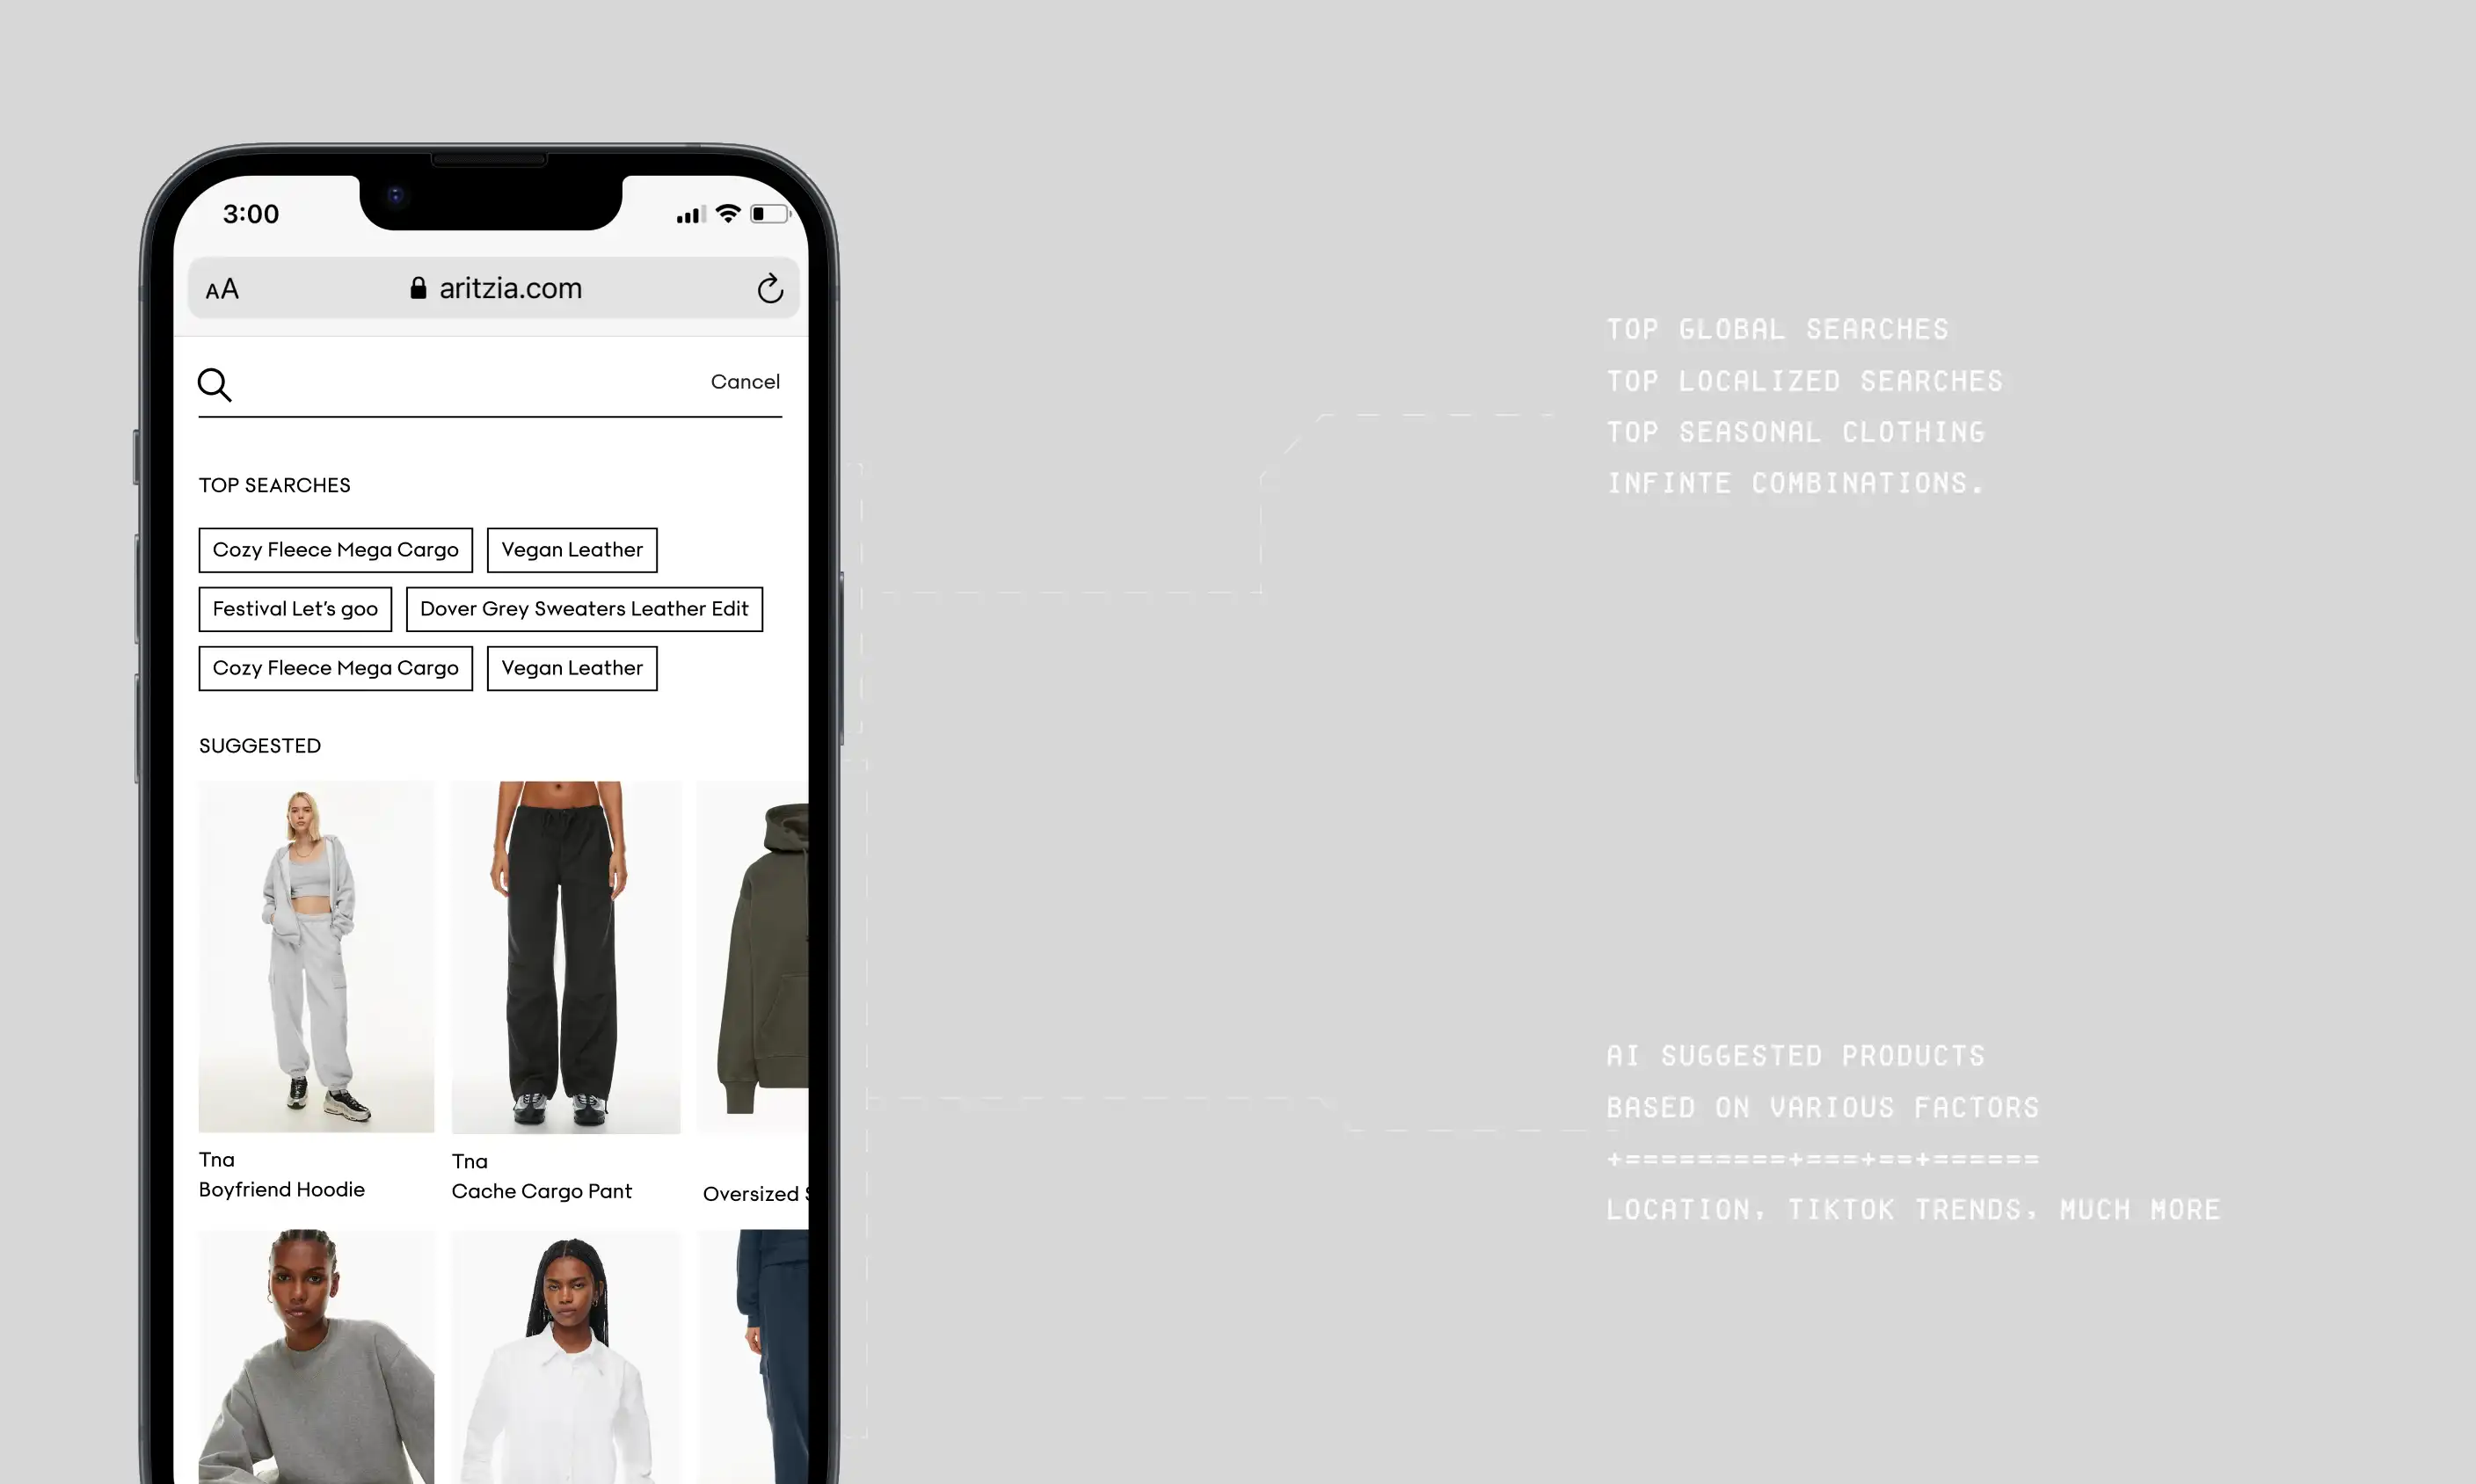 3:00
AA
aritzia.com
Cancel
TOP SEARCHES
Cozy Fleece Mega Cargo
Vegan Leather
Festival Let's goo
Dover Grey Sweaters Leather Edit
Cozy Fleece Mega Cargo
Vegan Leather
SUGGESTED
Tna
Boyfriend Hoodie
Tna
Cache Cargo Pant
Oversized S
TOP GLOBAL SEARCHES
TOP LOCALIZED SEARCHES
TOP SEASONAL CLOTHING
INFINTE COMBINATIONS.
AI SUGGESTED PRODUCTS
BASED ON VARIOUS FACTORS
+=========+===+==+======
LOCATION, TIKTOK TRENDS, MUCH MORE